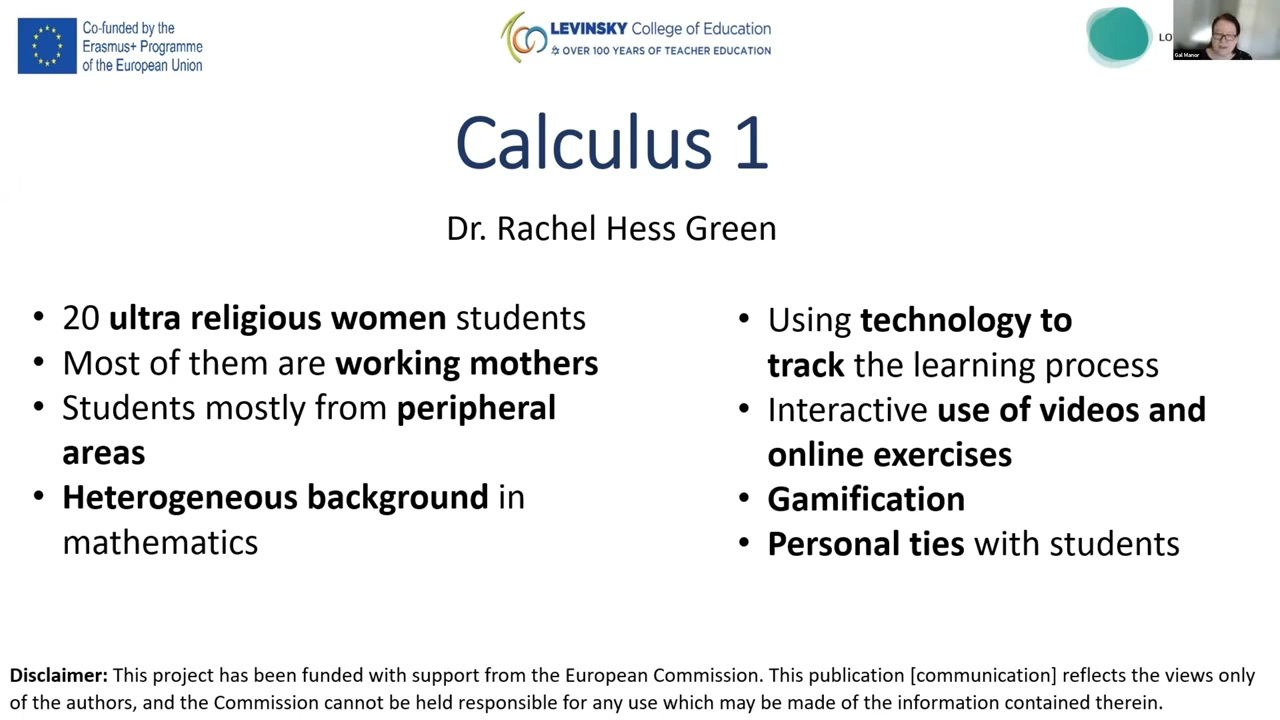 Co-funded by the
Erasmus+ Programme
of the European Union
LEVINSKY College of Education
OVER 100 YEARS OF TEACHER EDUCATION
LO
Gal Manor
Calculus 1
Dr. Rachel Hess Green
• 20 ultra religious women students
• Most of them are working mothers
• Students mostly from peripheral
areas
• Heterogeneous background in
mathematics
• Using technology to
track the learning process
• Interactive use of videos and
online exercises
• Gamification
• Personal ties with students
Disclaimer: This project has been funded with support from the European Commission. This publication [communication] reflects the views only
of the authors, and the Commission cannot be held responsible for any use which may be made of the information contained therein.